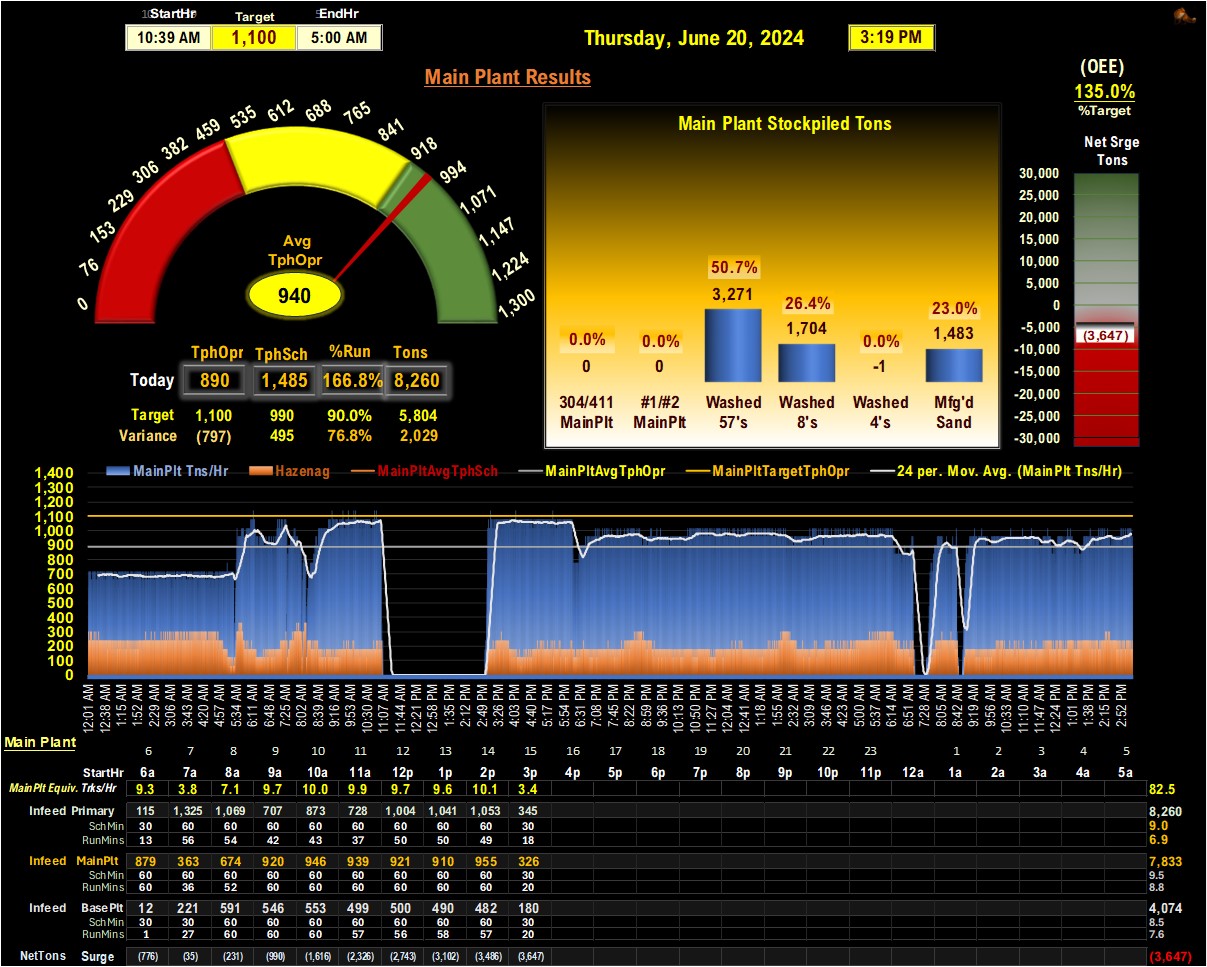 StartHr Target EndHr
10:39 AM 1,100 5:00 AM
Thursday, June 20, 2024 3:19 PM
Main Plant Results
(OEE)
135.0%
%Target
0 76 153 229 306 382 459 535 612 688 765 841 918 994 1,071 1,147 1,224 1,300
Avg
TphOpr
940
TphOpr TphSch %Run Tons
Today 890 1,485 166.8% 8,260
Target 1,100 990 90.0% 5,804
Variance (797) 495 76.8% 2,029
Main Plant Stockpiled Tons
0.0% 0.0% 50.7% 26.4% 0.0% 23.0%
0 0 3,271 1,704 -1 1,483
304/411 #1/#2 Washed Washed Washed Mfg'd
MainPlt MainPlt 57's 8's 4's Sand
Net Srge
Tons
30,000
25,000
20,000
15,000
10,000
5,000
0
-5,000
(3,647)
-10,000
-15,000
-20,000
-25,000
-30,000
MainPlt Tns/Hr Hazenag MainPltAvgTphSch MainPltAvgTphOpr MainPltTargetTphOpr 24 per. Mov. Avg. (MainPlt Tns/Hr)
1,400
1,300
1,200
1,100
1,000
900
800
700
600
500
400
300
200
100
0
12:01 AM 12:38 AM 1:15 AM 1:52 AM 2:29 AM 3:06 AM 3:43 AM 4:20 AM 4:57 AM 5:34 AM 6:11 AM 6:48 AM 7:25 AM 8:02 AM 8:39 AM 9:16 AM 9:53 AM 10:30 AM 11:07 AM 11:44 AM 12:21 PM 12:58 PM 1:35 PM 2:12 PM 2:49 PM 3:26 PM 4:03 PM 4:40 PM 5:17 PM 5:54 PM 6:31 PM 7:08 PM 7:45 PM 8:22 PM 8:59 PM 9:36 PM 10:13 PM 10:50 PM 11:27 PM 12:04 AM 12:41 AM 1:18 AM 1:55 AM 2:32 AM 3:09 AM 3:46 AM 4:23 AM 5:00 AM 5:37 AM 6:14 AM 6:51 AM 7:28 AM 8:05 AM 8:42 AM 9:19 AM 9:56 AM 10:33 AM 11:10 AM 11:47 AM 12:24 PM 1:01 PM 1:38 PM 2:15 PM 2:52 PM
Main Plant
6 7 8 9 10 11 12 13 14 15 16 17 18 19 20 21 22 23 1 2 3 4 5
StartHr 6a 7a 8a 9a 10a 11a 12p 1p 2p 3p 4p 5p 6p 7p 8p 9p 10p 11p 12a 1a 2a 3a 4a 5a
MainPlt Equiv. Trks/Hr 9.3 3.8 7.1 9.7 10.0 9.9 9.7 9.6 10.1 3.4 82.5
Infeed Primary 115 1,325 1,069 707 873 728 1,004 1,041 1,053 345 8,260
SchMin 30 60 60 60 60 60 60 60 60 30 9.0
RunMins 13 56 54 42 43 37 50 50 49 18 6.9
Infeed MainPlt 879 363 674 920 946 939 921 910 955 326 7,833
SchMin 60 60 60 60 60 60 60 60 60 30 9.5
RunMins 60 36 52 60 60 60 60 60 60 20 8.8
Infeed BasePlt 12 221 591 546 553 499 500 490 482 180 4,074
SchMin 30 30 60 60 60 60 60 60 60 30 8.5
RunMins 1 27 60 60 60 57 56 58 57 20 7.6
NetTons Surge (776) (35) (231) (990) (1,616) (2,326) (2,743) (3,102) (3,486) (3,647) (3,647)